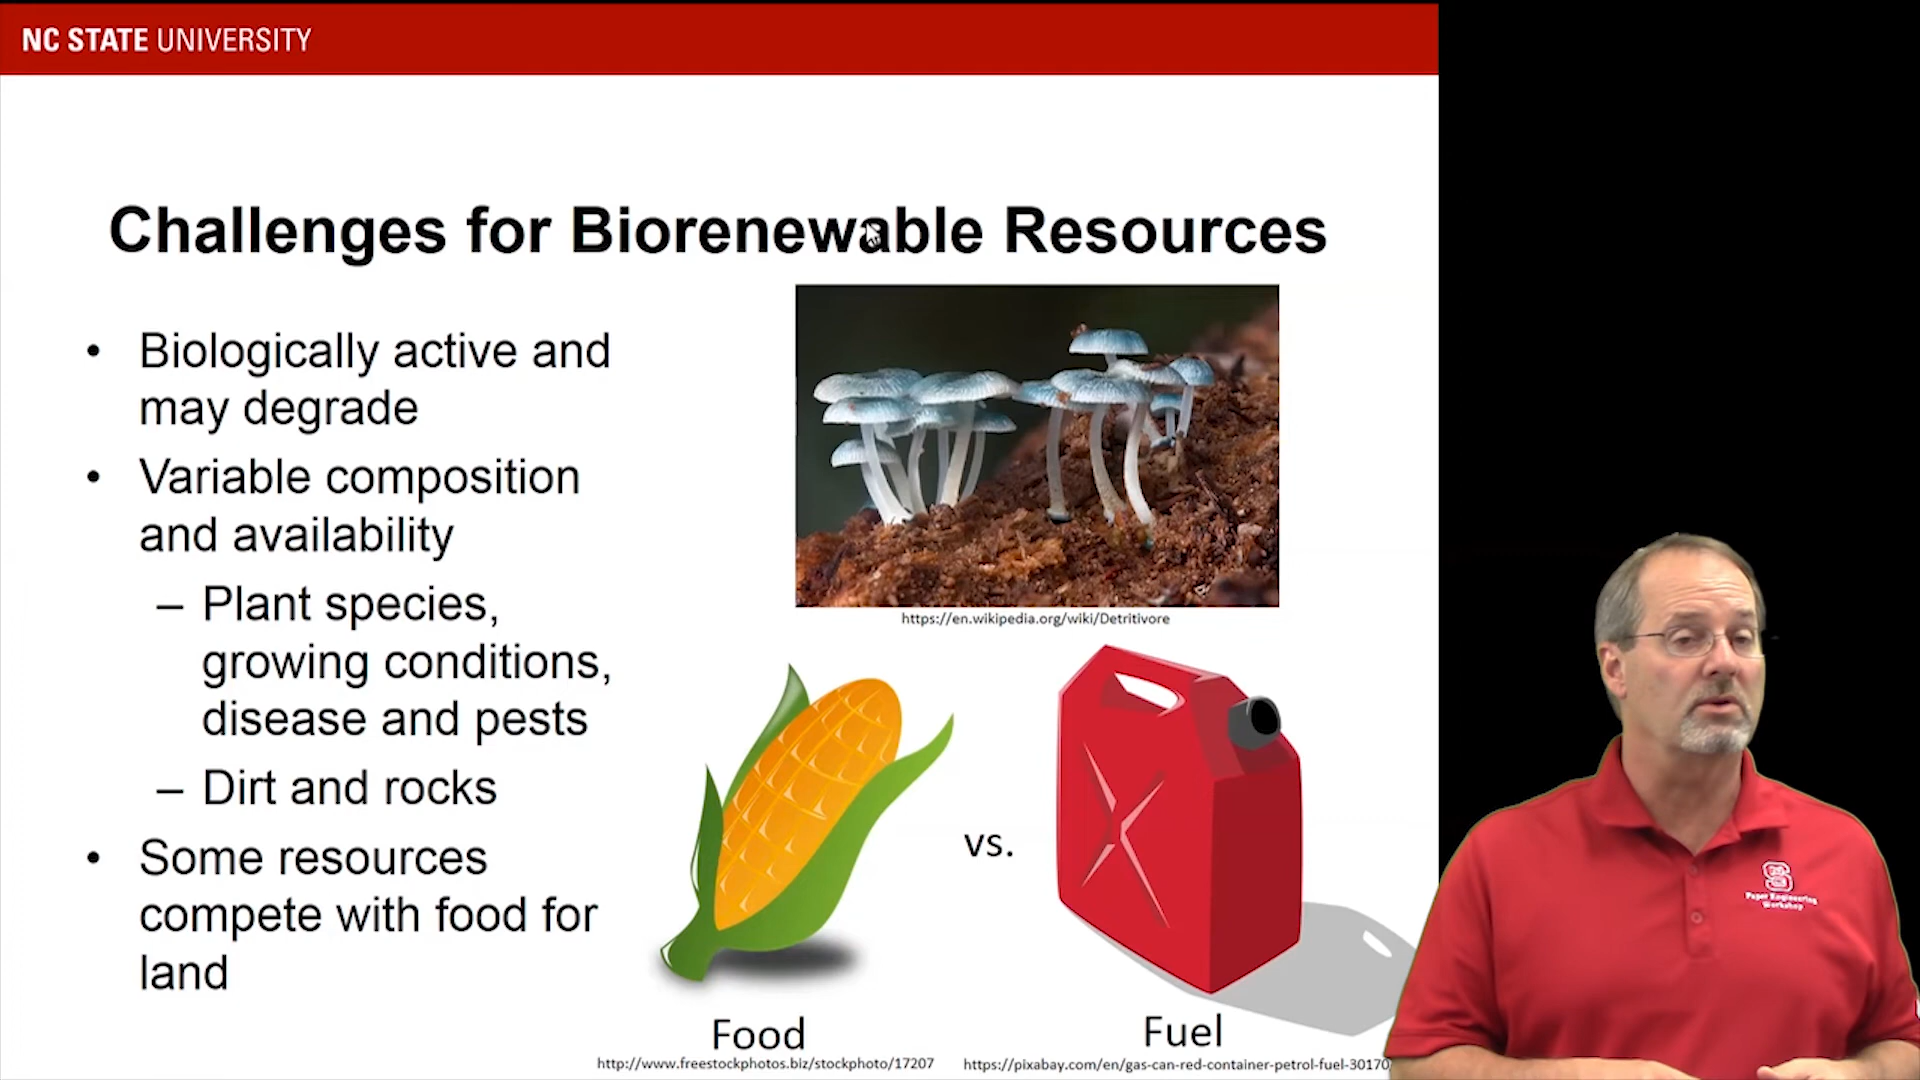 NC STATE UNIVERSITY
Challenges for Biorenewable Resources
• Biologically active and
may degrade
• Variable composition
and availability
– Plant species,
growing conditions,
disease and pests
– Dirt and rocks
• Some resources
compete with food for
land
https://en.wikipedia.org/wiki/Detritivore
vs.
Food
Fuel
http://www.freestockphotos.biz/stockphoto/17207
https://pixabay.com/en/gas-can-red-container-petrol-fuel-30170
S
Paper Engineering
Workshop